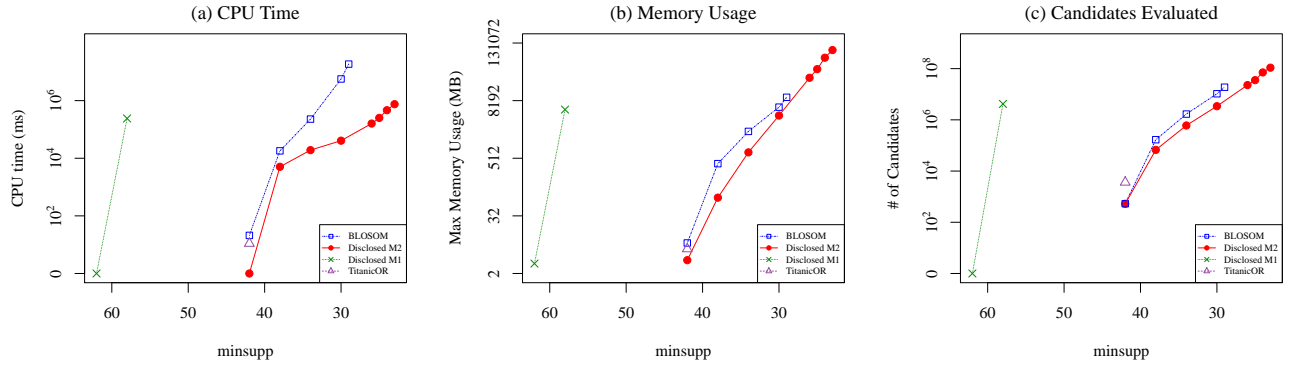 (a) CPU Time
CPU time (ms)
10^6
10^4
10^2
0
60
50
40
30
minsupp
BLOSOM
Disclosed M2
Disclosed M1
TitanicOR
(b) Memory Usage
Max Memory Usage (MB)
131072
8192
512
32
2
60
50
40
30
minsupp
BLOSOM
Disclosed M2
Disclosed M1
TitanicOR
(c) Candidates Evaluated
# of Candidates
10^8
10^6
10^4
10^2
0
60
50
40
30
minsupp
BLOSOM
Disclosed M2
Disclosed M1
TitanicOR